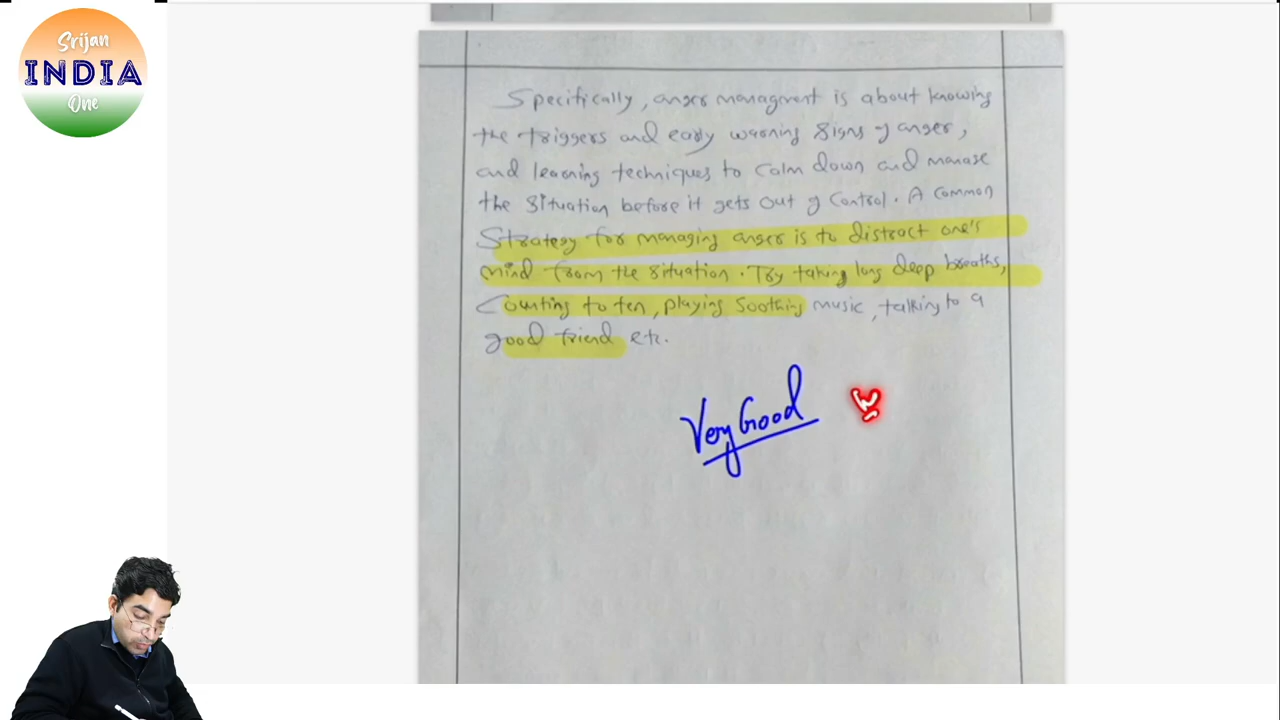 Srijan
INDIA
One
Specifically, anger managment is about knowing
the triggers and early warning signs of anger,
and learning techniques to calm down and manage
the situation before it gets out of control. A common
Strategy for managing anger is to distract one's
mind from the situation. Try taking long deep breaths,
Counting to ten, playing soothing music, talking to a
good friend etc.
Very Good